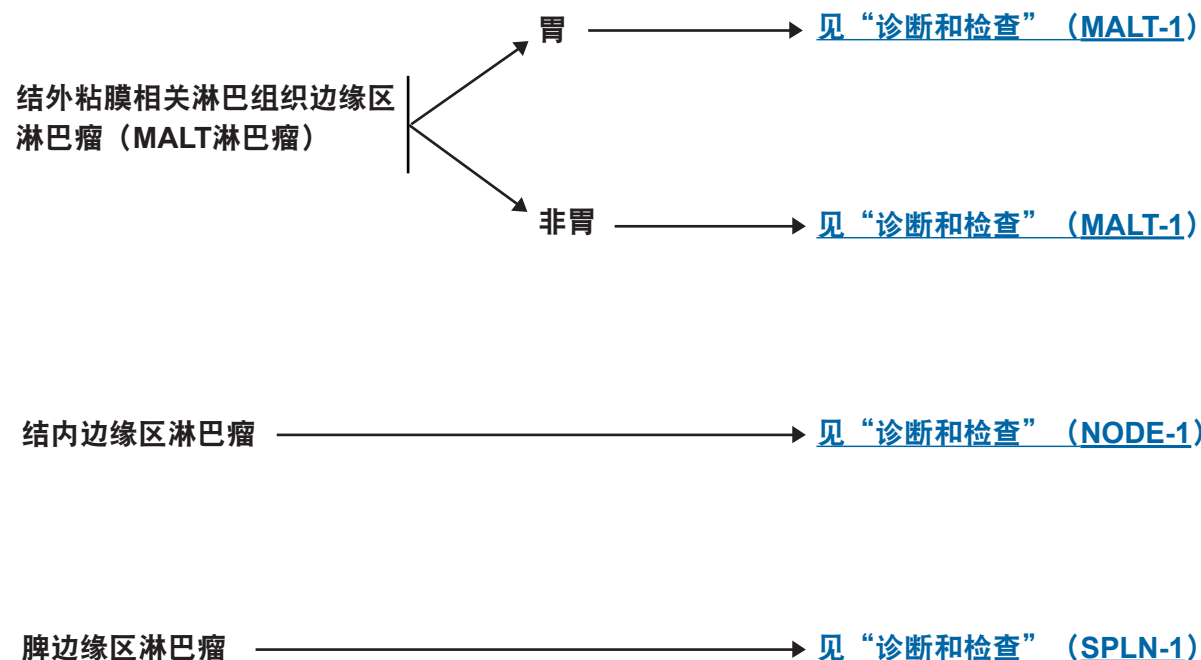 胃
见“诊断和检查”（MALT-1）
结外粘膜相关淋巴组织边缘区
淋巴瘤（MALT淋巴瘤）
非胃
见“诊断和检查”（MALT-1）
结内边缘区淋巴瘤
见“诊断和检查”（NODE-1）
脾边缘区淋巴瘤
见“诊断和检查”（SPLN-1）